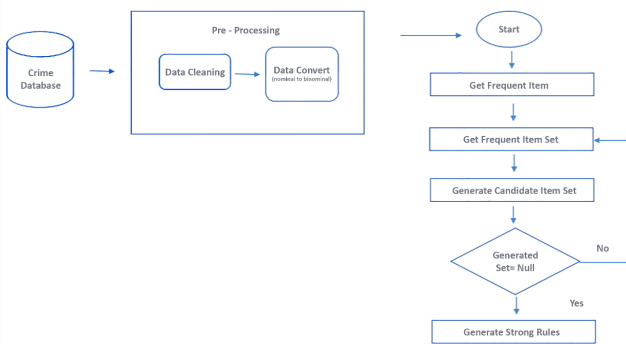 Crime
Database
Pre - Processing
Data Cleaning
Data Convert
(nominal to binominal)
Start
Get Frequent Item
Get Frequent Item Set
Generate Candidate Item Set
Generated
Set= Null
No
Yes
Generate Strong Rules